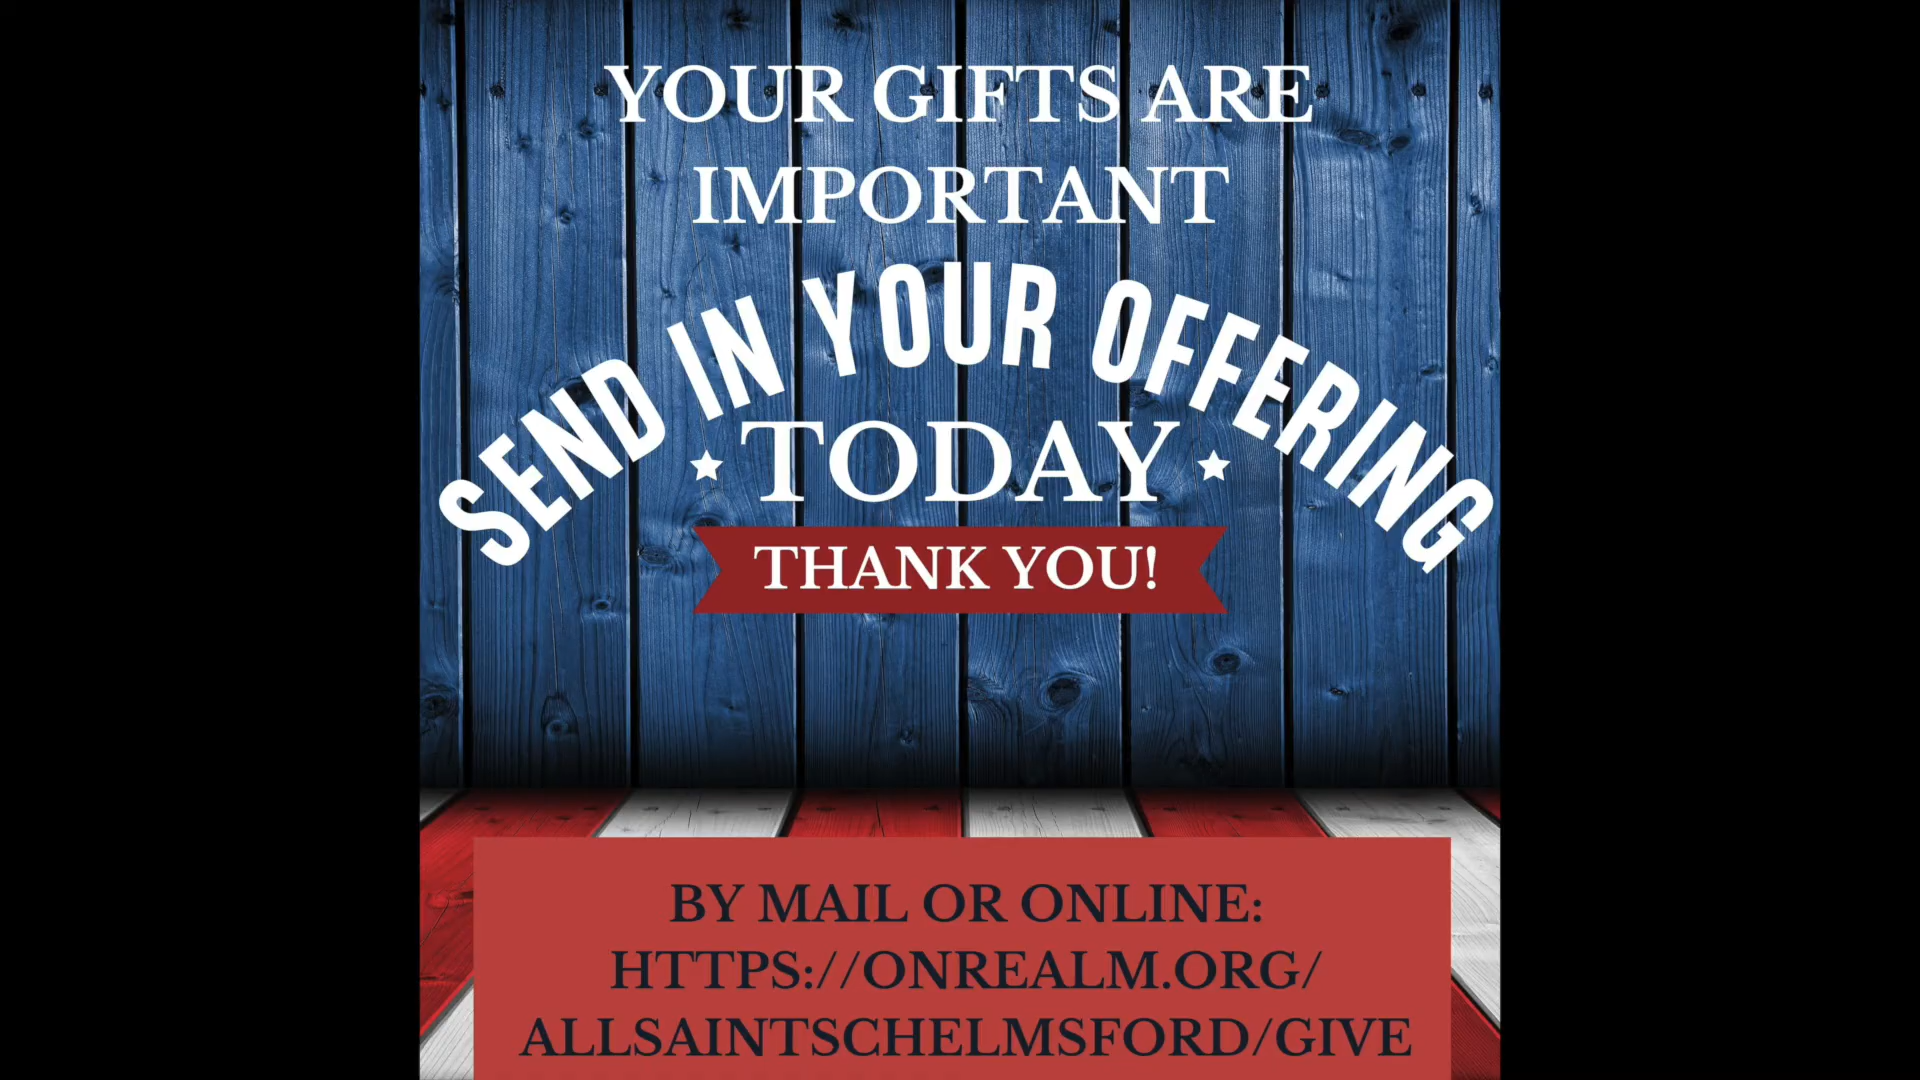 YOUR GIFTS ARE
IMPORTANT
SEND IN YOUR OFFERING
TODAY
THANK YOU!
BY MAIL OR ONLINE:
HTTPS://ONREALM.ORG/
ALLSAINTSCHELMSFORD/GIVE